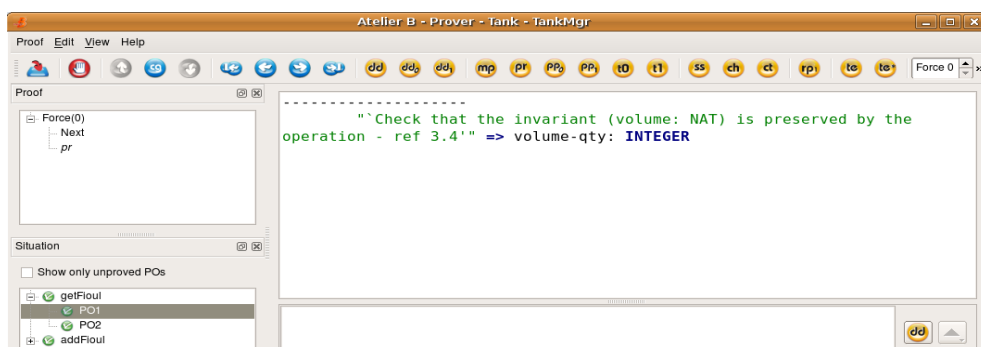 Atelier B - Prover - Tank - TankMgr
Proof Edit View Help
dd dd₀ dd₁ mp pr PP₀ PP₁ t0 t1 ss ch ct rp₁ te te* Force 0 »
Proof
Force(0)
Next
pr
--------------------
"`Check that the invariant (volume: NAT) is preserved by the
operation - ref 3.4'" => volume-qty: INTEGER
Situation
Show only unproved POs
getFioul
PO1
PO2
addFioul
dd